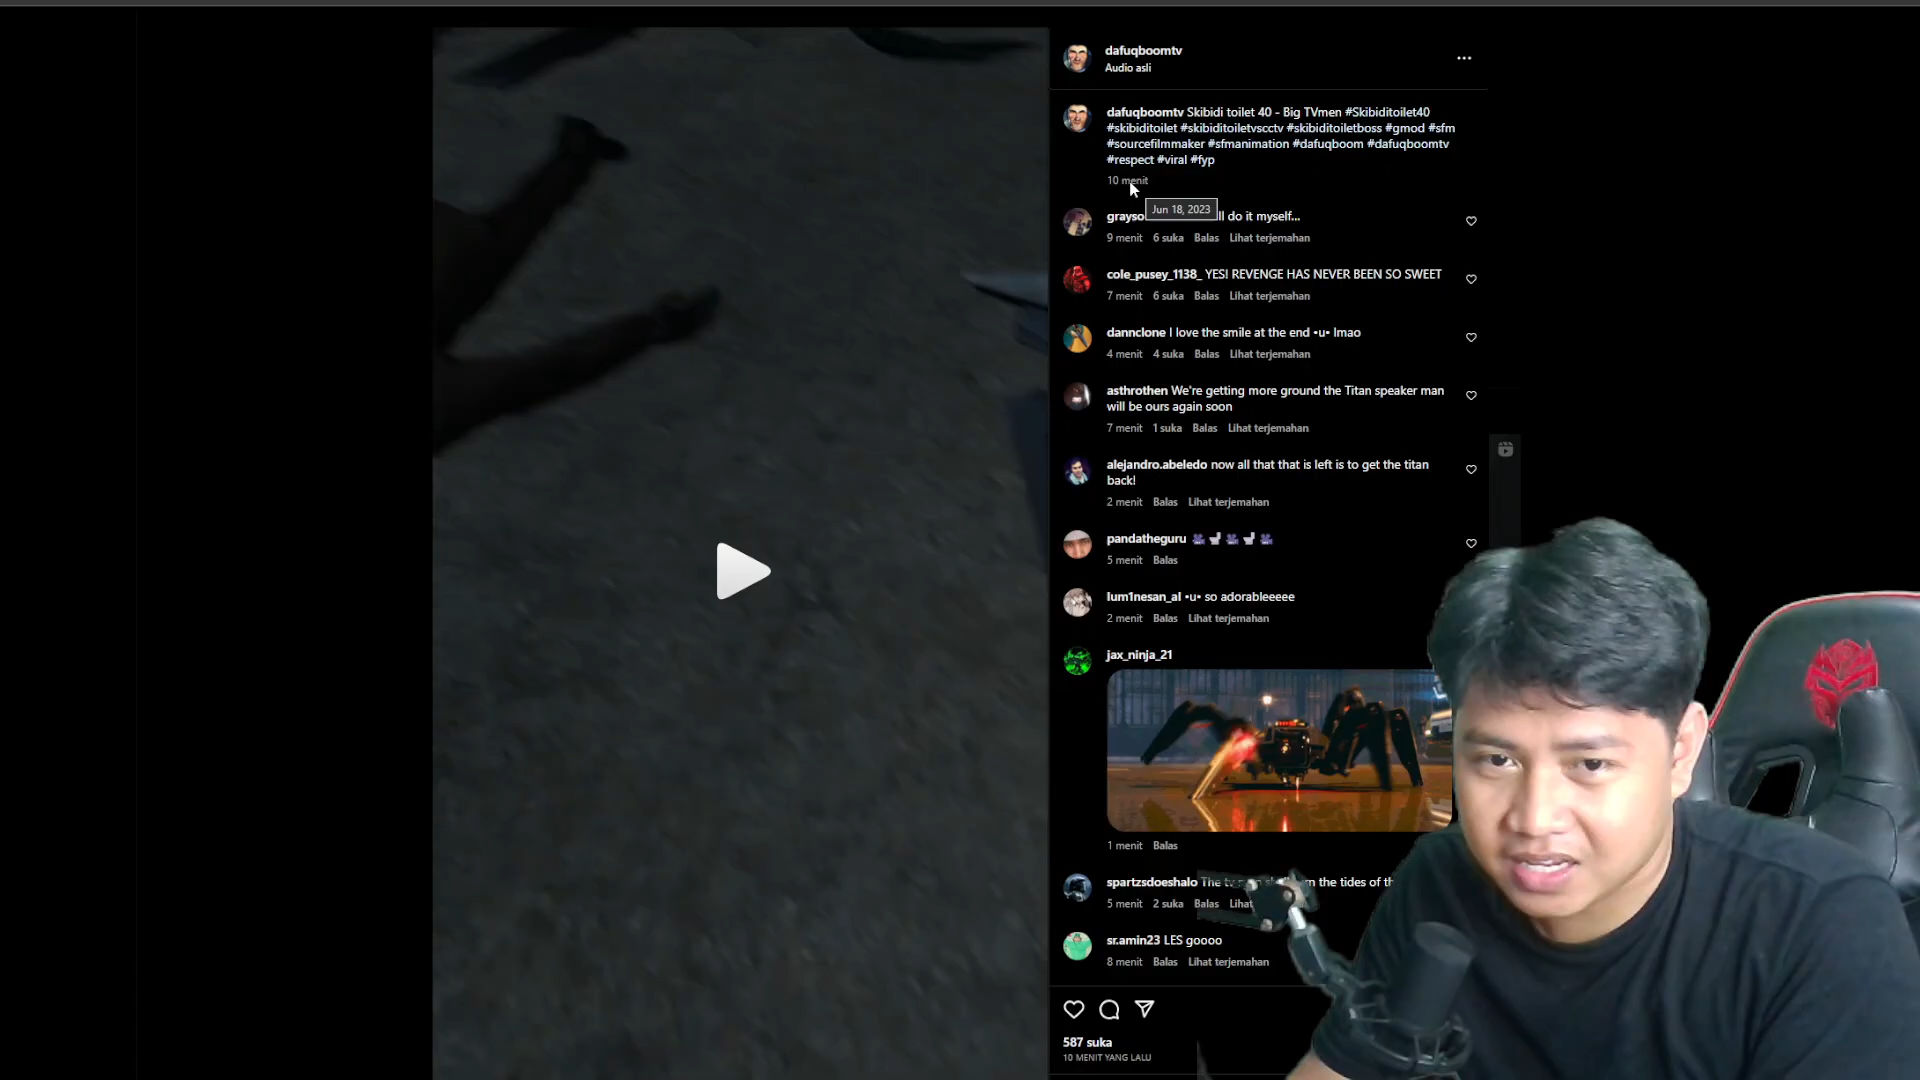 dafuqboomtv
Audio asli
dafuqboomtv Skibidi toilet 40 - Big TVmen #Skibiditoilet40
#skibiditoilet #skibiditoiletvscctv #skibiditoiletboss #gmod #sfm
#sourcefilmmaker #sfmanimation #dafuqboom #dafuqboomtv
#respect #viral #fyp
10 menit
Jun 18, 2023
do it myself...
9 menit 6 suka Balas Lihat terjemahan
cole_pusey_1138_ YES! REVENGE HAS NEVER BEEN SO SWEET
7 menit 6 suka Balas Lihat terjemahan
dannclone I love the smile at the end •u• lmao
4 menit 4 suka Balas Lihat terjemahan
asthrothen We're getting more ground the Titan speaker man
will be ours again soon
7 menit 1 suka Balas Lihat terjemahan
alejandro.abeledo now all that that is left is to get the titan
back!
2 menit Balas Lihat terjemahan
pandatheguru 🎥🚽🎥🚽🎥
5 menit Balas
lum1nesan_al •u• so adorableeeee
2 menit Balas Lihat terjemahan
jax_ninja_21
1 menit Balas
spartzsdoeshalo The the tides of
5 menit 2 suka Balas
sr.amin23 LES goooo
8 menit Balas Lihat terjemahan
587 suka
10 MENIT YANG LALU